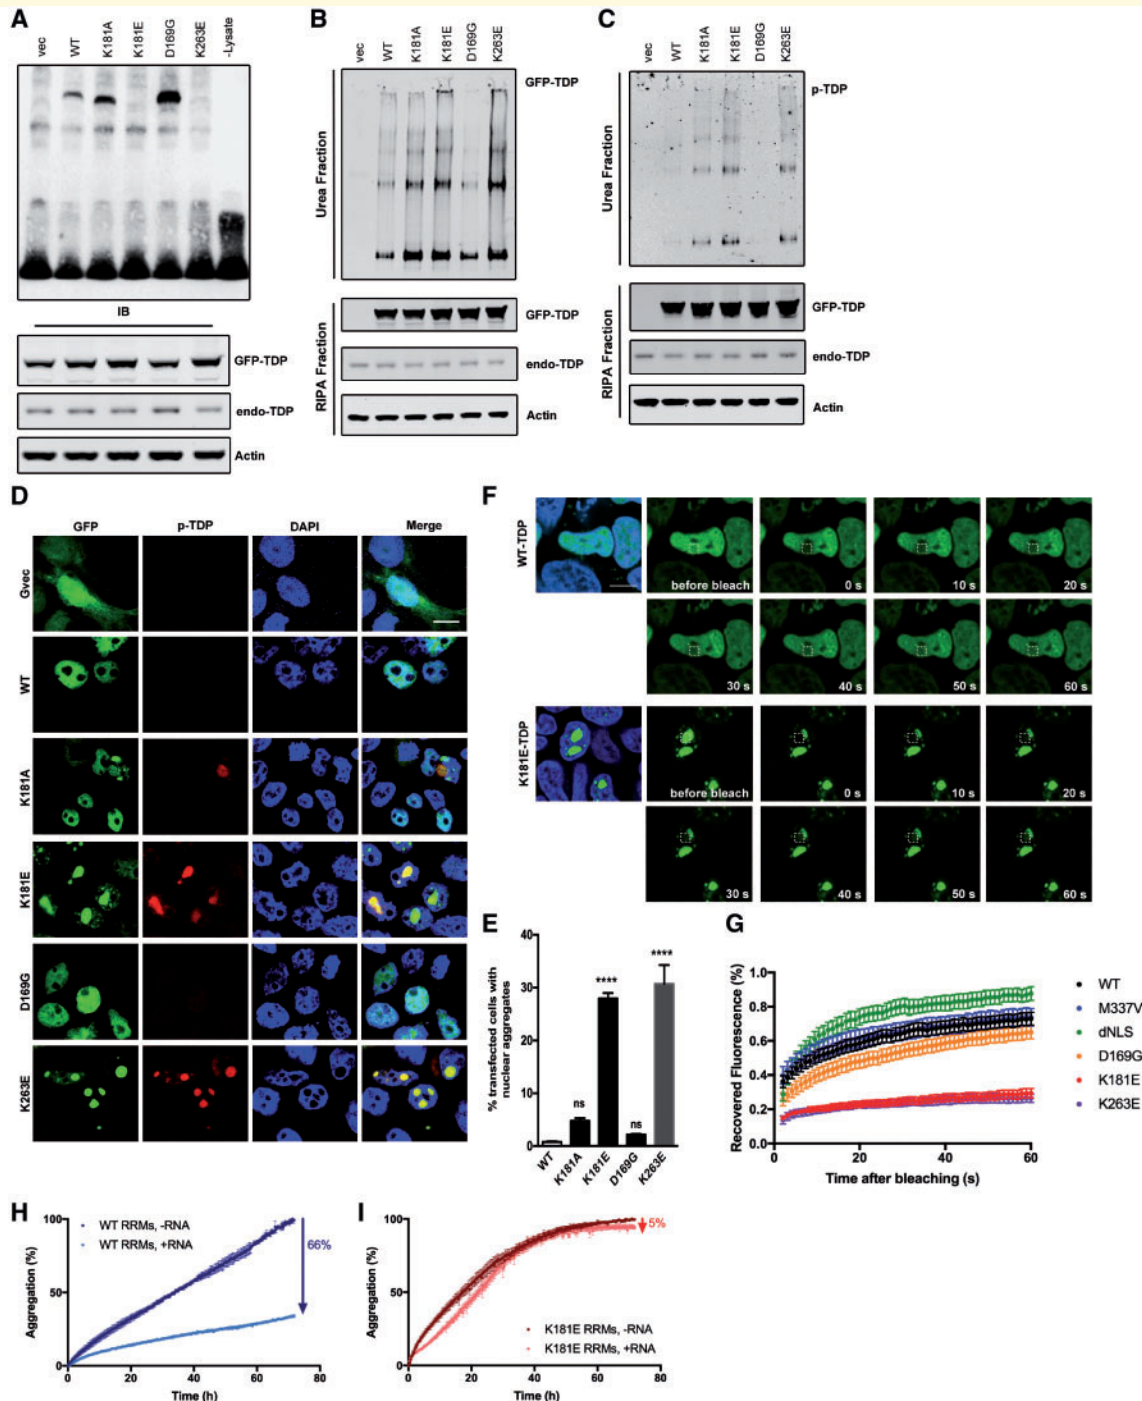 A
vec
WT
K181A
K181E
D169G
K263E
-Lysate
IB
GFP-TDP
endo-TDP
Actin
B
vec
WT
K181A
K181E
D169G
K263E
GFP-TDP
Urea Fraction
RIPA Fraction
GFP-TDP
endo-TDP
Actin
C
vec
WT
K181A
K181E
D169G
K263E
p-TDP
Urea Fraction
RIPA Fraction
GFP-TDP
endo-TDP
Actin
D
GFP p-TDP DAPI Merge
Gvec
WT
K181A
K181E
D169G
K263E
F
WT-TDP
before bleach 0 s 10 s 20 s
30 s 40 s 50 s 60 s
K181E-TDP
before bleach 0 s 10 s 20 s
30 s 40 s 50 s 60 s
E
% transfected cells with
nuclear aggregates
40
30
20
10
0
ns
****
ns
****
WT
K181A
K181E
D169G
K263E
G
Recovered Fluorescence (%)
1.0
0.8
0.6
0.4
0.2
0.0
0 20 40 60
Time after bleaching (s)
WT
M337V
dNLS
D169G
K181E
K263E
H
Aggregation (%)
100
50
0
WT RRMs, -RNA
WT RRMs, +RNA
66%
0 20 40 60 80
Time (h)
I
Aggregation (%)
100
50
0
5%
K181E RRMs, -RNA
K181E RRMs, +RNA
0 20 40 60 80
Time (h)